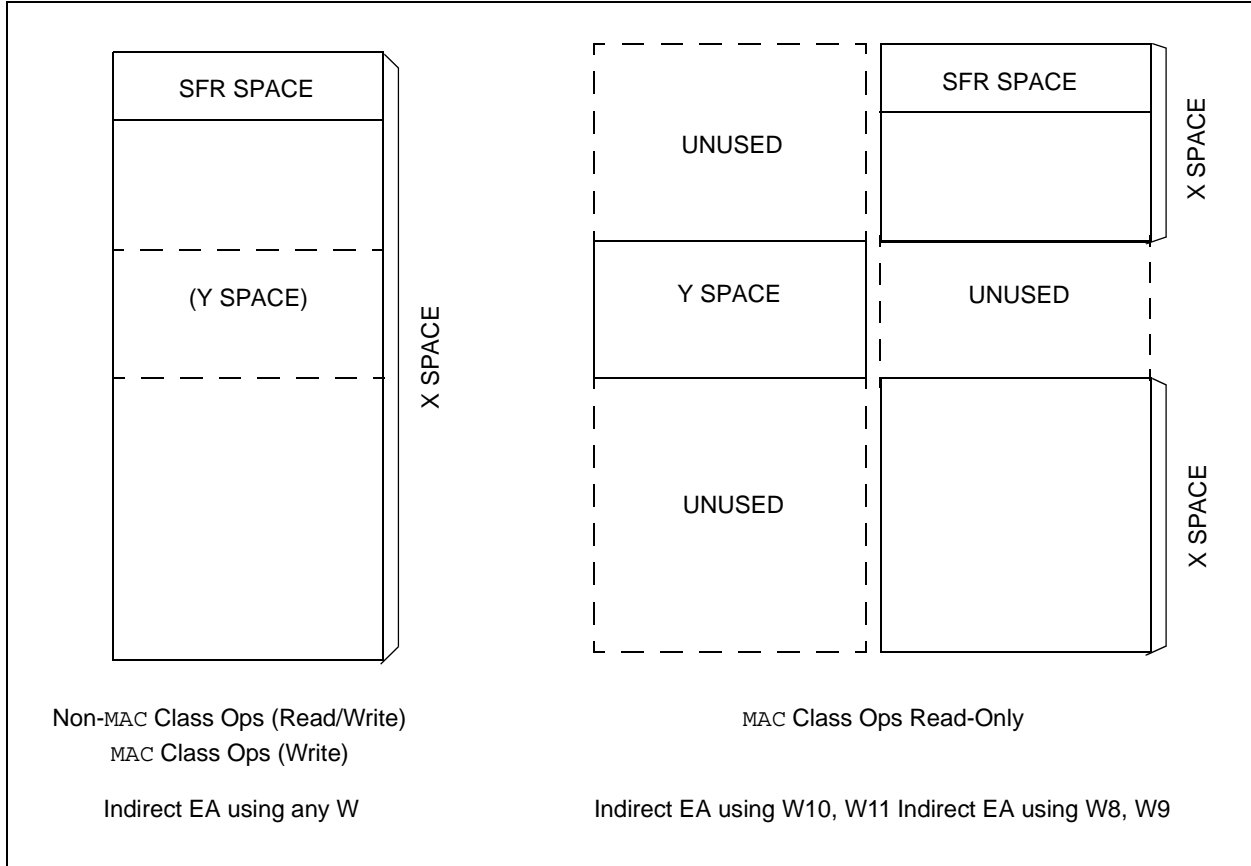 SFR SPACE
(Y SPACE)
X SPACE
Non-MAC Class Ops (Read/Write)
MAC Class Ops (Write)
Indirect EA using any W
UNUSED
Y SPACE
UNUSED
SFR SPACE
UNUSED
X SPACE
X SPACE
MAC Class Ops Read-Only
Indirect EA using W10, W11 Indirect EA using W8, W9